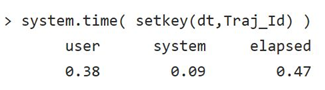 > system.time( setkey(dt,Traj_Id) )
user system elapsed
0.38 0.09 0.47